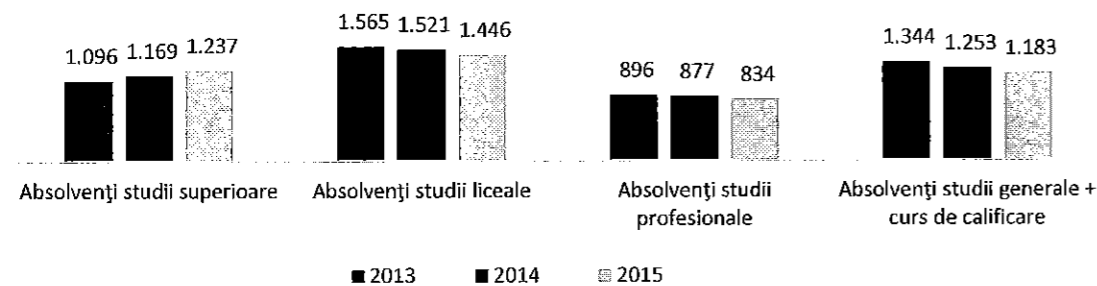 1.096 1.169 1.237
1.565 1.521 1.446
896 877 834
1.344 1.253 1.183
Absolvenţi studii superioare
Absolvenţi studii liceale
Absolvenţi studii
profesionale
Absolvenţi studii generale +
curs de calificare
2013 2014 2015